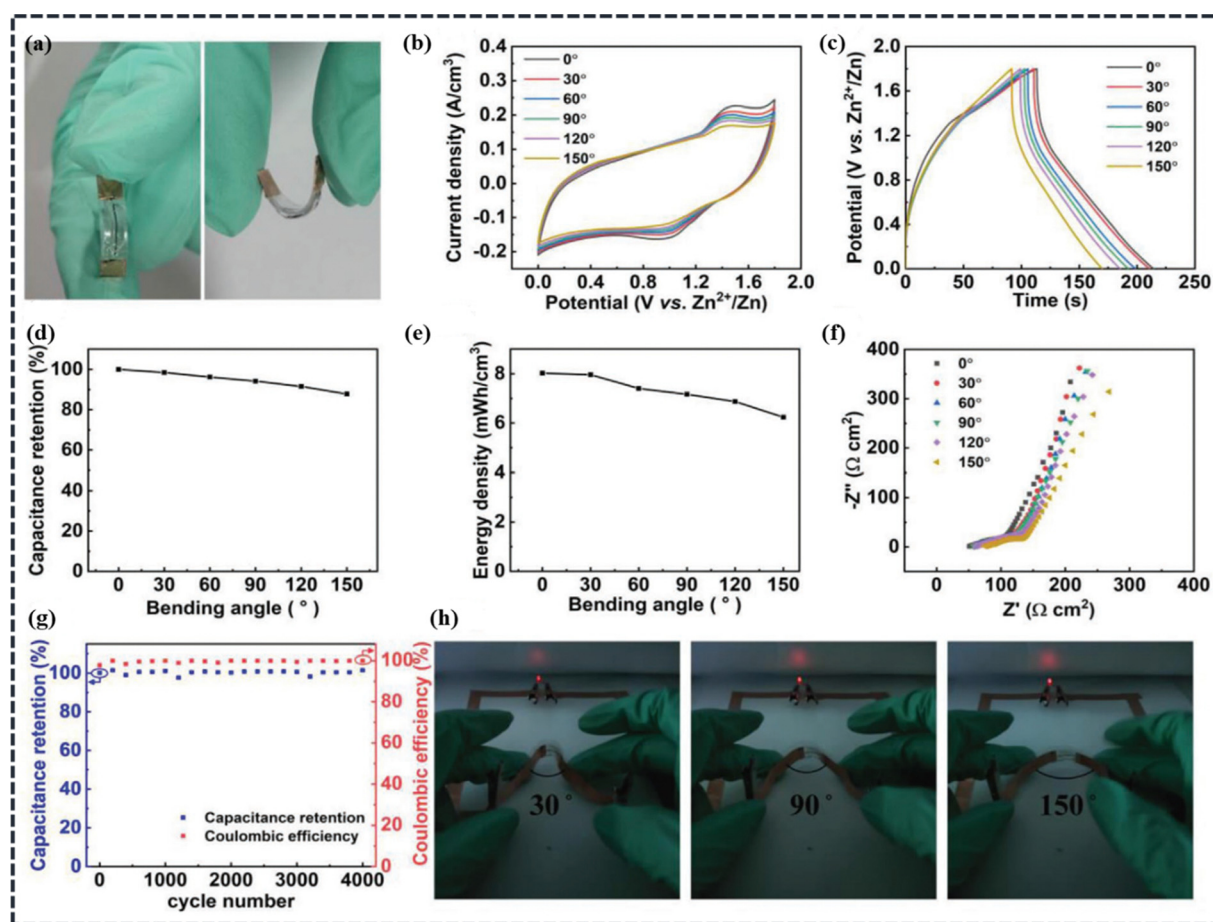 (a)
(b)
0.4
0.3
0.2
0.1
0.0
-0.1
-0.2
0.0 0.4 0.8 1.2 1.6 2.0
Current density (A/cm³)
Potential (V vs. Zn²⁺/Zn)
0°
30°
60°
90°
120°
150°
(c)
2.0
1.6
1.2
0.8
0.4
0.0
0 50 100 150 200 250
Potential (V vs. Zn²⁺/Zn)
Time (s)
0°
30°
60°
90°
120°
150°
(d)
100
80
60
40
20
0
0 30 60 90 120 150
Capacitance retention (%)
Bending angle ( ° )
(e)
8
6
4
2
0
0 30 60 90 120 150
Energy density (mWh/cm³)
Bending angle ( ° )
(f)
400
300
200
100
0
0 100 200 300 400
-Z'' (Ω cm²)
Z' (Ω cm²)
0°
30°
60°
90°
120°
150°
(g)
100
80
60
40
20
0
0 1000 2000 3000 4000
100
80
60
40
20
0
Capacitance retention (%)
Coulombic efficiency (%)
cycle number
Capacitance retention
Coulombic efficiency
(h)
30°
90°
150°